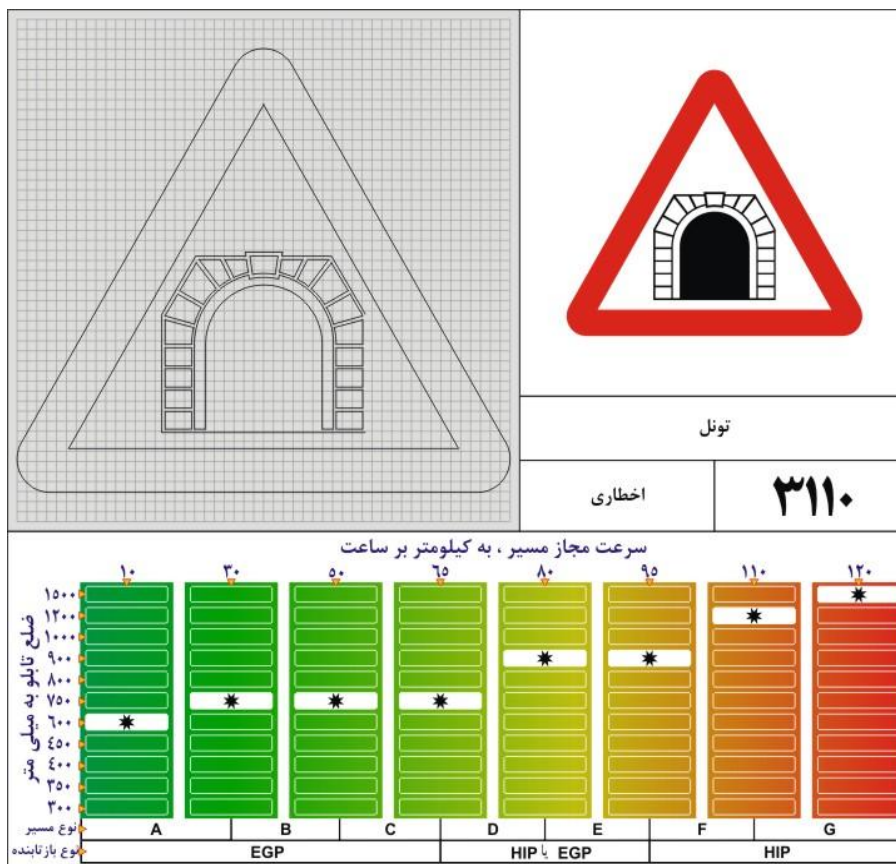 تونل
اخطاری
۳۱۱۰
سرعت مجاز مسیر ، به کیلومتر بر ساعت
۱۰ ۳۰ ۵۰ ۶۵ ۸۰ ۹۵ ۱۱۰ ۱۲۰
ضلع تابلو به میلی متر
۱۵۰۰
۱۲۰۰
۱۰۰۰
۹۰۰
۸۰۰
۷۵۰
۶۰۰
۴۵۰
۴۰۰
۳۵۰
۳۰۰
نوع مسیر A B C D E F G
نوع بازتابنده EGP HIP یا EGP HIP